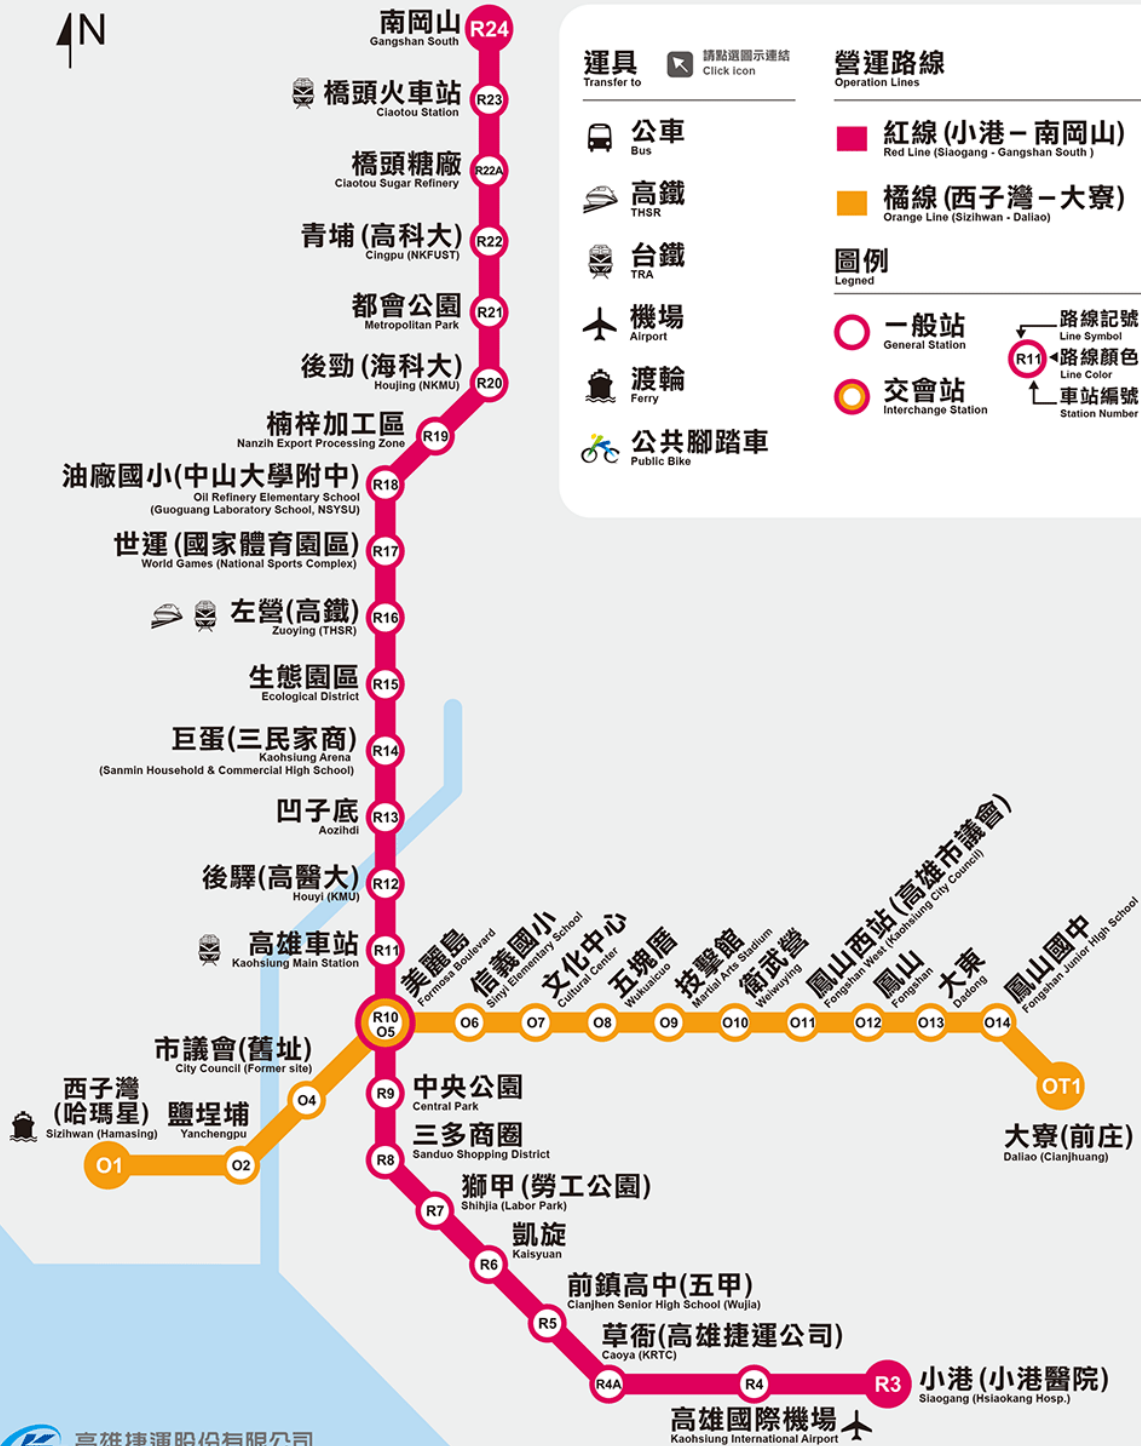 N
南岡山
Gangshan South
R24
橋頭火車站
Ciaotou Station
R23
橋頭糖廠
Ciaotou Sugar Refinery
R22A
青埔 (高科大)
Cingpu (NKFUST)
R22
都會公園
Metropolitan Park
R21
後勁 (海科大)
Houjing (NKMU)
R20
楠梓加工區
Nanzih Export Processing Zone
R19
油廠國小(中山大學附中)
Oil Refinery Elementary School
(Guoguang Laboratory School, NSYSU)
R18
世運 (國家體育園區)
World Games (National Sports Complex)
R17
左營(高鐵)
Zuoying (THSR)
R16
生態園區
Ecological District
R15
巨蛋(三民家商)
Kaohsiung Arena
(Sanmin Household & Commercial High School)
R14
凹子底
Aozihdi
R13
後驛(高醫大)
Houyi (KMU)
R12
高雄車站
Kaohsiung Main Station
R11
運具
Transfer to
請點選圖示連結
Click icon
公車
Bus
高鐵
THSR
台鐵
TRA
機場
Airport
渡輪
Ferry
公共腳踏車
Public Bike
營運路線
Operation Lines
紅線 (小港－南岡山)
Red Line (Siaogang - Gangshan South )
橘線 (西子灣－大寮)
Orange Line (Sizihwan - Daliao)
圖例
Legned
一般站
General Station
交會站
Interchange Station
R11
路線記號
Line Symbol
路線顏色
Line Color
車站編號
Station Number
美麗島
Formosa Boulevard
R10
O5
信義國小
Sinyi Elementary School
O6
文化中心
Cultural Center
O7
五塊厝
Wukuaicuo
O8
技擊館
Martial Arts Stadium
O9
衛武營
Weiwuying
O10
鳳山西站(高雄市議會)
Fongshan West (Kaohsiung City Council)
O11
鳳山
Fongshan
O12
大東
Dadong
O13
鳳山國中
Fongshan Junior High School
O14
OT1
大寮(前庄)
Daliao (Cianjhuang)
市議會(舊址)
City Council (Former site)
O4
鹽埕埔
Yanchengpu
O2
西子灣
(哈瑪星)
Sizihwan (Hamasing)
O1
R9
中央公園
Central Park
R8
三多商圈
Sanduo Shopping District
R7
獅甲 (勞工公園)
Shihjia (Labor Park)
R6
凱旋
Kaisyuan
R5
前鎮高中(五甲)
Cianjhen Senior High School (Wujia)
R4A
草衙(高雄捷運公司)
Caoya (KRTC)
R4
高雄國際機場
Kaohsiung International Airport
R3
小港 (小港醫院)
Siaogang (Hsiaokang Hosp.)
高雄捷運股份有限公司